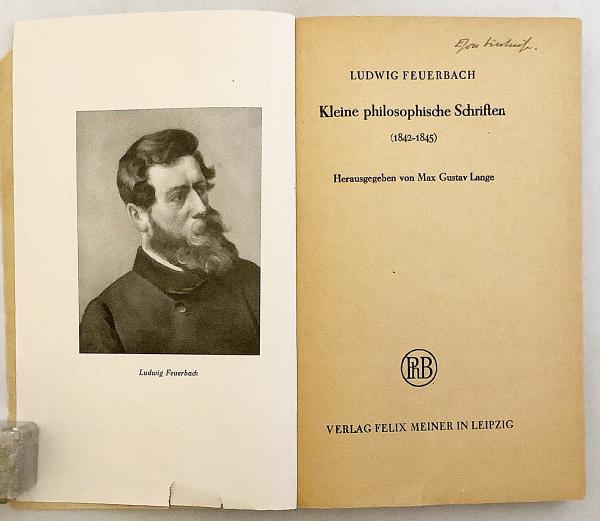 Ludwig Feuerbach
LUDWIG FEUERBACH
Kleine philosophische Schriften
(1842-1845)
Herausgegeben von Max Gustav Lange
PhB
VERLAG FELIX MEINER IN LEIPZIG